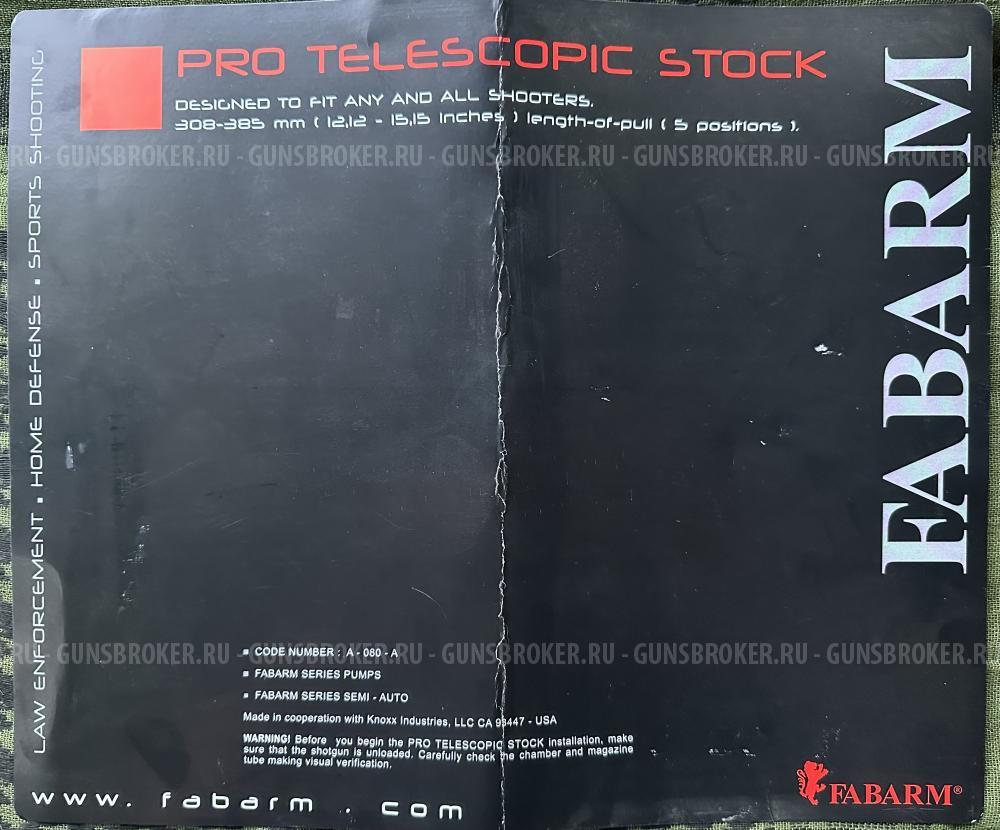 PRO TELESCOPIC STOCK
DESIGNED TO FIT ANY AND ALL SHOOTERS.
308-385 mm ( 12,12 - 15,15 inches ) length-of-pull ( 5 positions ).
LAW ENFORCEMENT ▪ HOME DEFENSE ▪ SPORTS SHOOTING
FABARM
RU - GUNSBROKER.RU - GUNSBROKER.RU - GUNSBROKER.RU - GUNSBROKER.RU - GUNSBROKER
▪ CODE NUMBER : A - 080 - A
RU - GUNSBROKER.RU - GUNSBROKER.RU - GUNSBROKER.RU - GUNSBROKER.RU - GUNSBROKER
▪ FABARM SERIES PUMPS
▪ FABARM SERIES SEMI - AUTO
Made in cooperation with Knoxx Industries, LLC CA 93447 - USA
WARNING! Before you begin the PRO TELESCOPIC STOCK installation, make
sure that the shotgun is unloaded. Carefully check the chamber and magazine
tube making visual verification.
www.fabarm.com
FABARM®